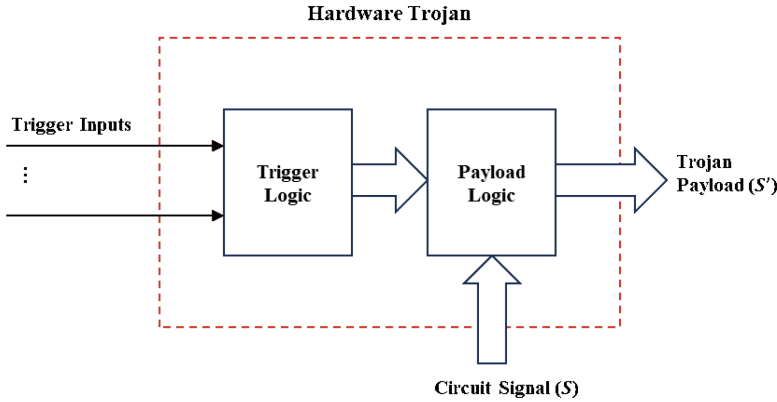 Hardware Trojan
Trigger Inputs
⋮
Trigger
Logic
Payload
Logic
Trojan
Payload (S')
Circuit Signal (S)